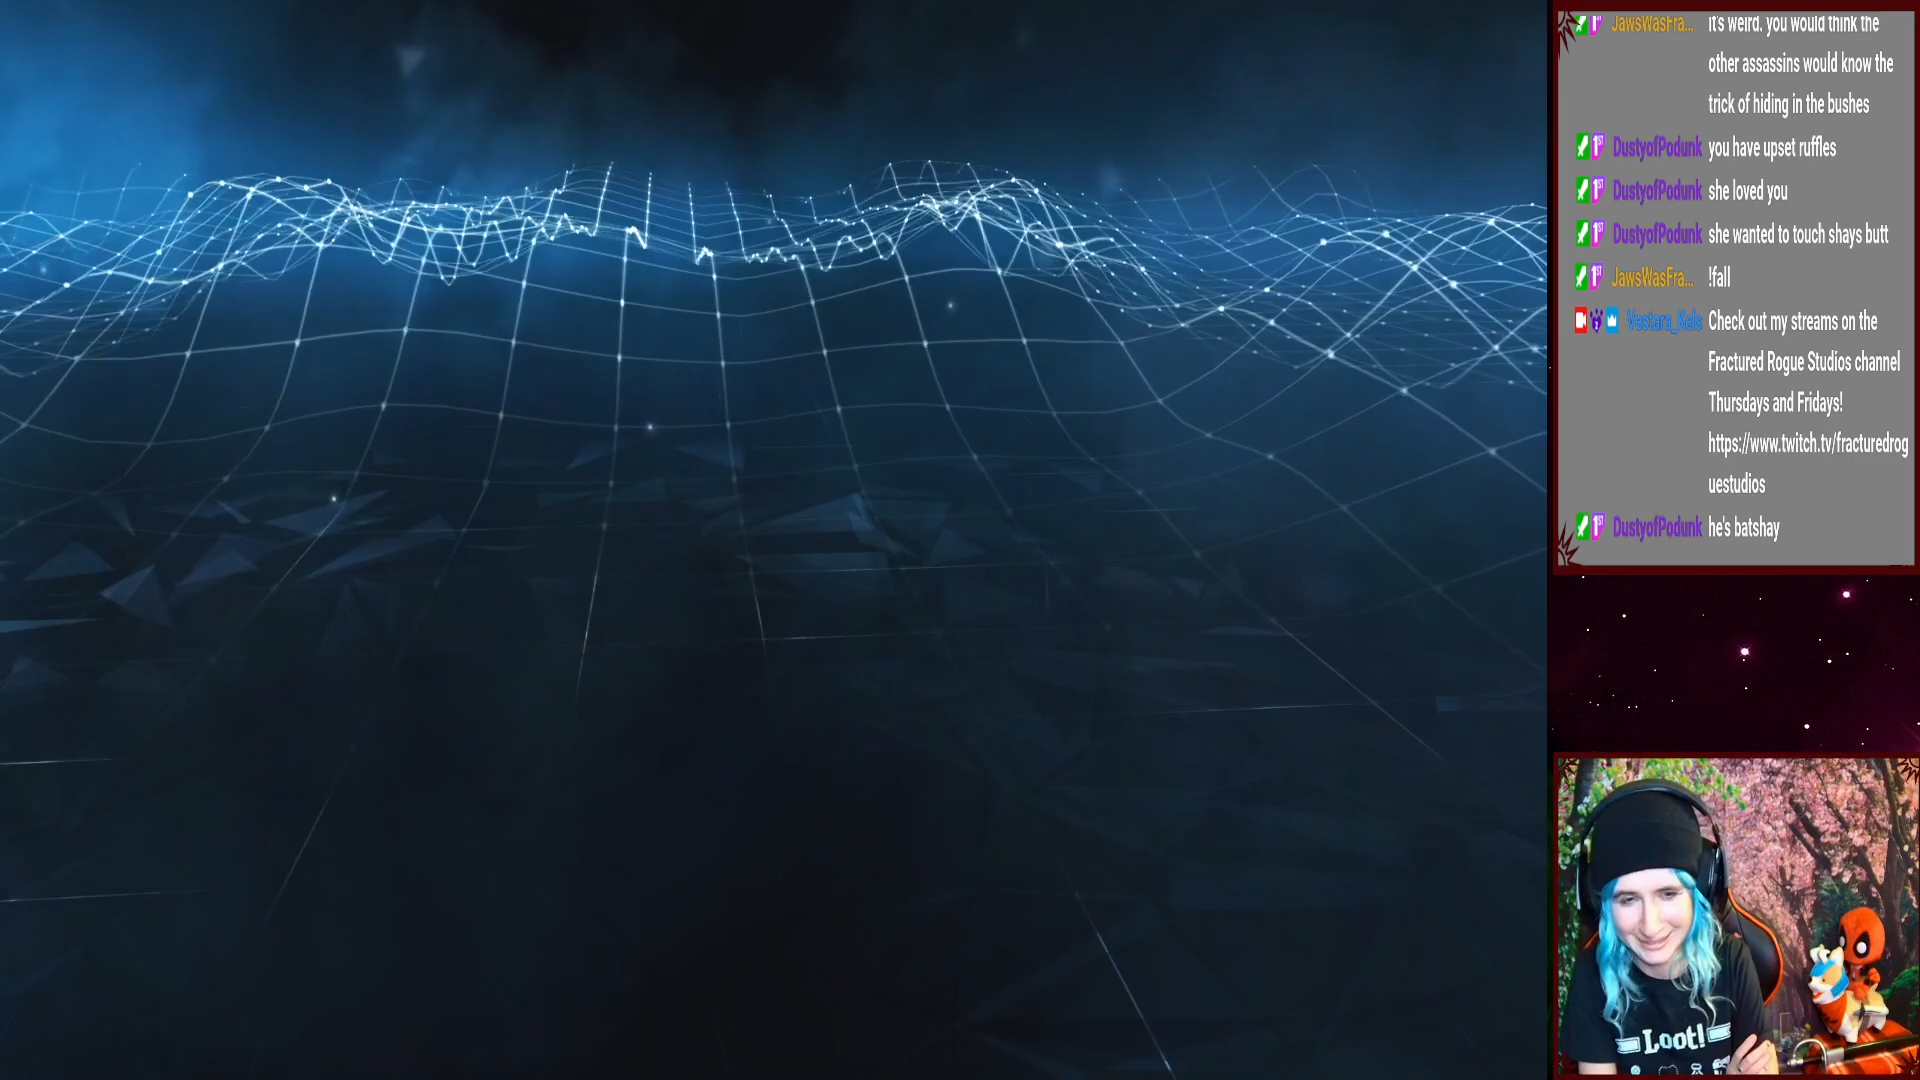 JawsWasFra... it's weird. you would think the
other assassins would know the
trick of hiding in the bushes
DustyofPodunk you have upset ruffles
DustyofPodunk she loved you
DustyofPodunk she wanted to touch shays butt
JawsWasFra... !fall
Vestara_Kels Check out my streams on the
Fractured Rogue Studios channel
Thursdays and Fridays!
https://www.twitch.tv/fracturedrog
uestudios
DustyofPodunk he's batshay
Loot!